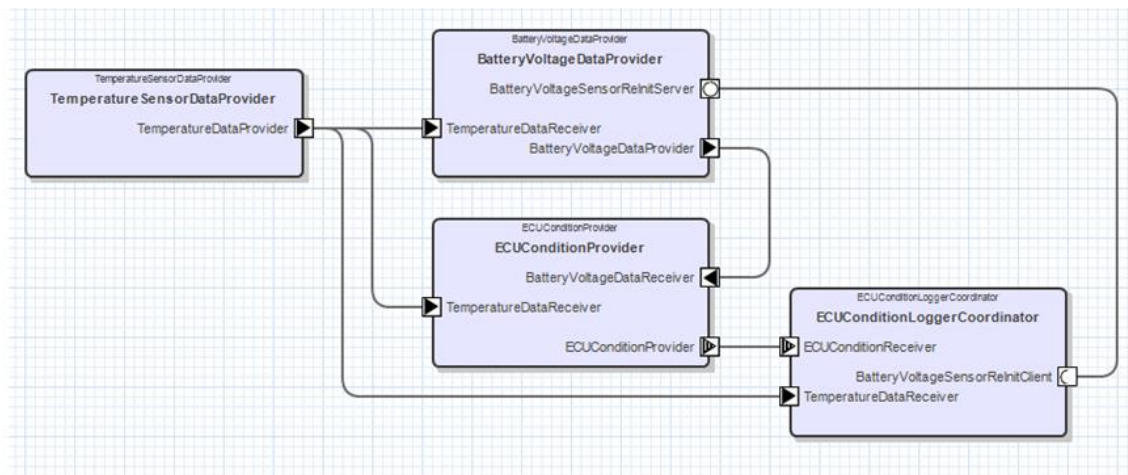 TemperatureSensorDataProvider
TemperatureSensorDataProvider
TemperatureDataProvider
BatteryVoltageDataProvider
BatteryVoltageDataProvider
BatteryVoltageSensorReInitServer
TemperatureDataReceiver
BatteryVoltageDataProvider
ECUConditionProvider
ECUConditionProvider
BatteryVoltageDataReceiver
TemperatureDataReceiver
ECUConditionProvider
ECUConditionLoggerCoordinator
ECUConditionLoggerCoordinator
ECUConditionReceiver
BatteryVoltageSensorReInitClient
TemperatureDataReceiver